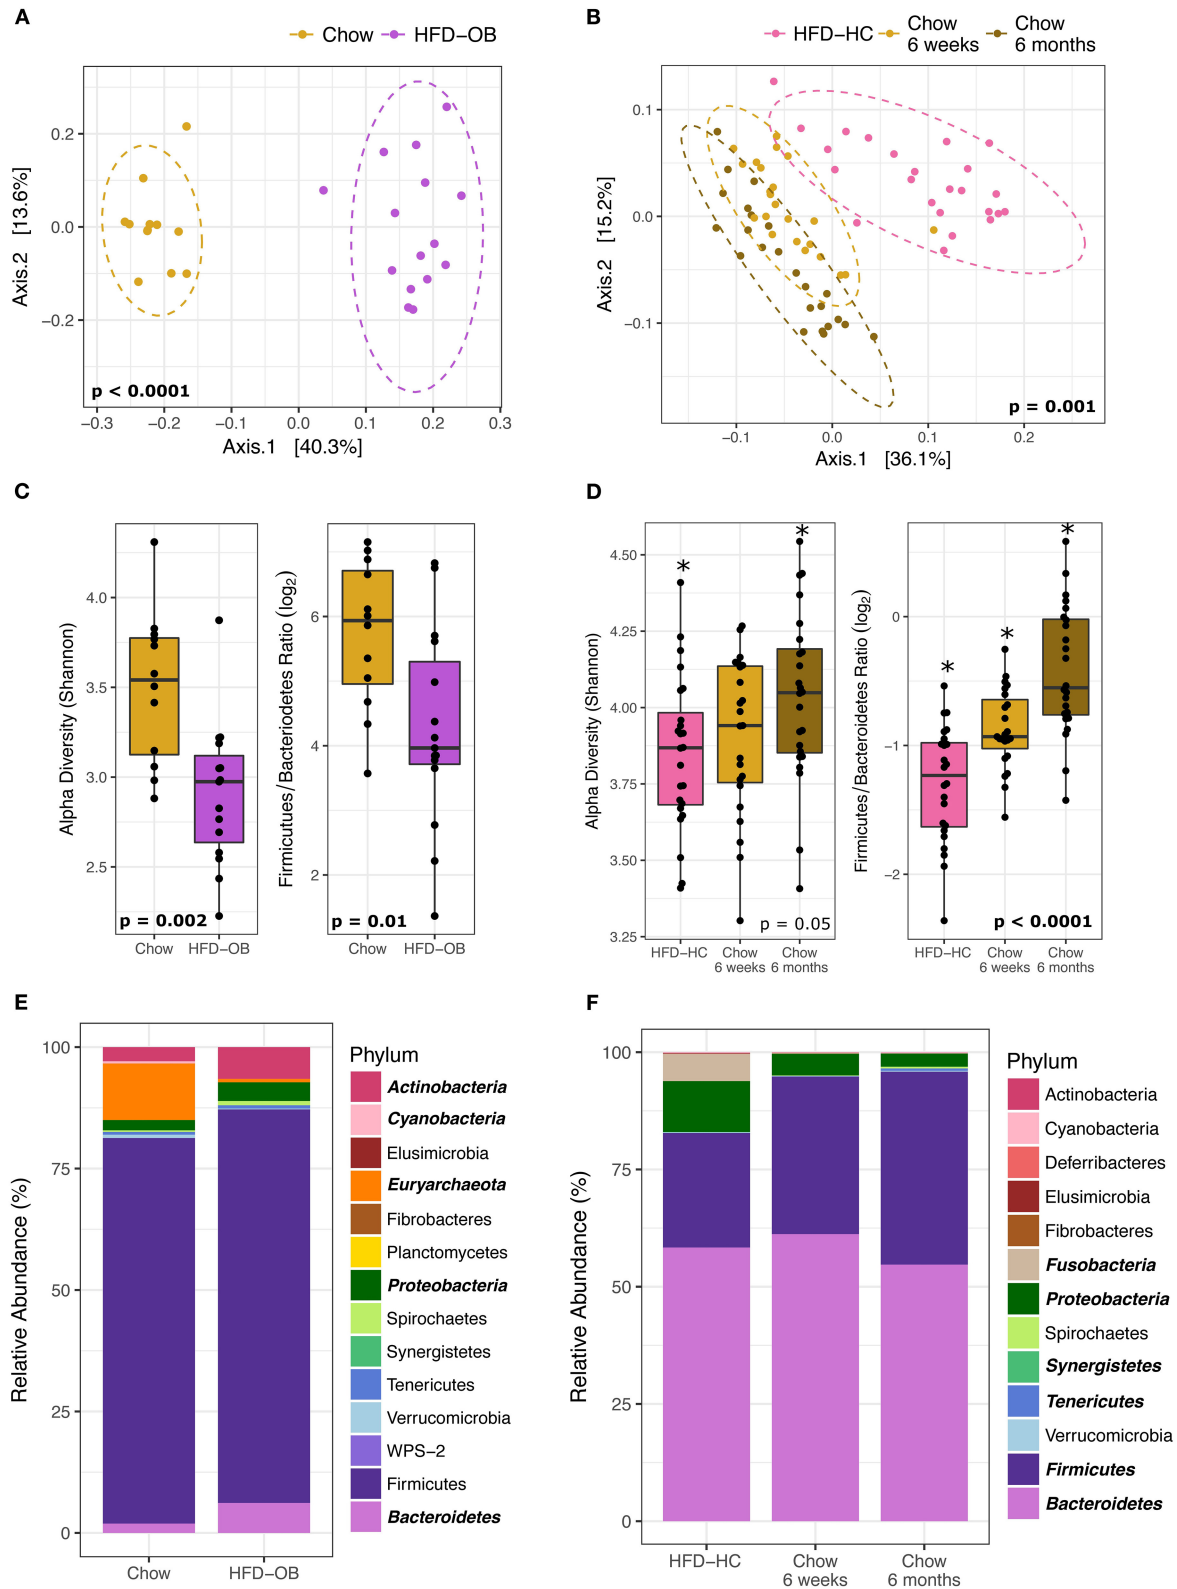 A
Chow HFD−OB
0.2
0.0
−0.2
Axis.2 [13.6%]
p < 0.0001
−0.3 −0.2 −0.1 0.0 0.1 0.2 0.3
Axis.1 [40.3%]
B
HFD−HC Chow 6 weeks Chow 6 months
0.1
0.0
−0.1
Axis.2 [15.2%]
p = 0.001
−0.1 0.0 0.1 0.2
Axis.1 [36.1%]
C
Alpha Diversity (Shannon)
4.0
3.5
3.0
2.5
p = 0.002
Chow HFD−OB
Firmicutues/Bacteriodetes Ratio (log2)
6
4
2
p = 0.01
Chow HFD−OB
D
Alpha Diversity (Shannon)
4.50
4.25
4.00
3.75
3.50
3.25
* *
p = 0.05
HFD−HC Chow 6 weeks Chow 6 months
Firmicutues/Bacteroidetes Ratio (log2)
0
−1
−2
* * *
p < 0.0001
HFD−HC Chow 6 weeks Chow 6 months
E
Relative Abundance (%)
100
75
50
25
0
Chow HFD−OB
Phylum
Actinobacteria
Cyanobacteria
Elusimicrobia
Euryarchaeota
Fibrobacteres
Planctomycetes
Proteobacteria
Spirochaetes
Synergistetes
Tenericutes
Verrucomicrobia
WPS−2
Firmicutes
Bacteroidetes
F
Relative Abundance (%)
100
75
50
25
0
HFD−HC Chow 6 weeks Chow 6 months
Phylum
Actinobacteria
Cyanobacteria
Deferribacteres
Elusimicrobia
Fibrobacteres
Fusobacteria
Proteobacteria
Spirochaetes
Synergistetes
Tenericutes
Verrucomicrobia
Firmicutes
Bacteroidetes